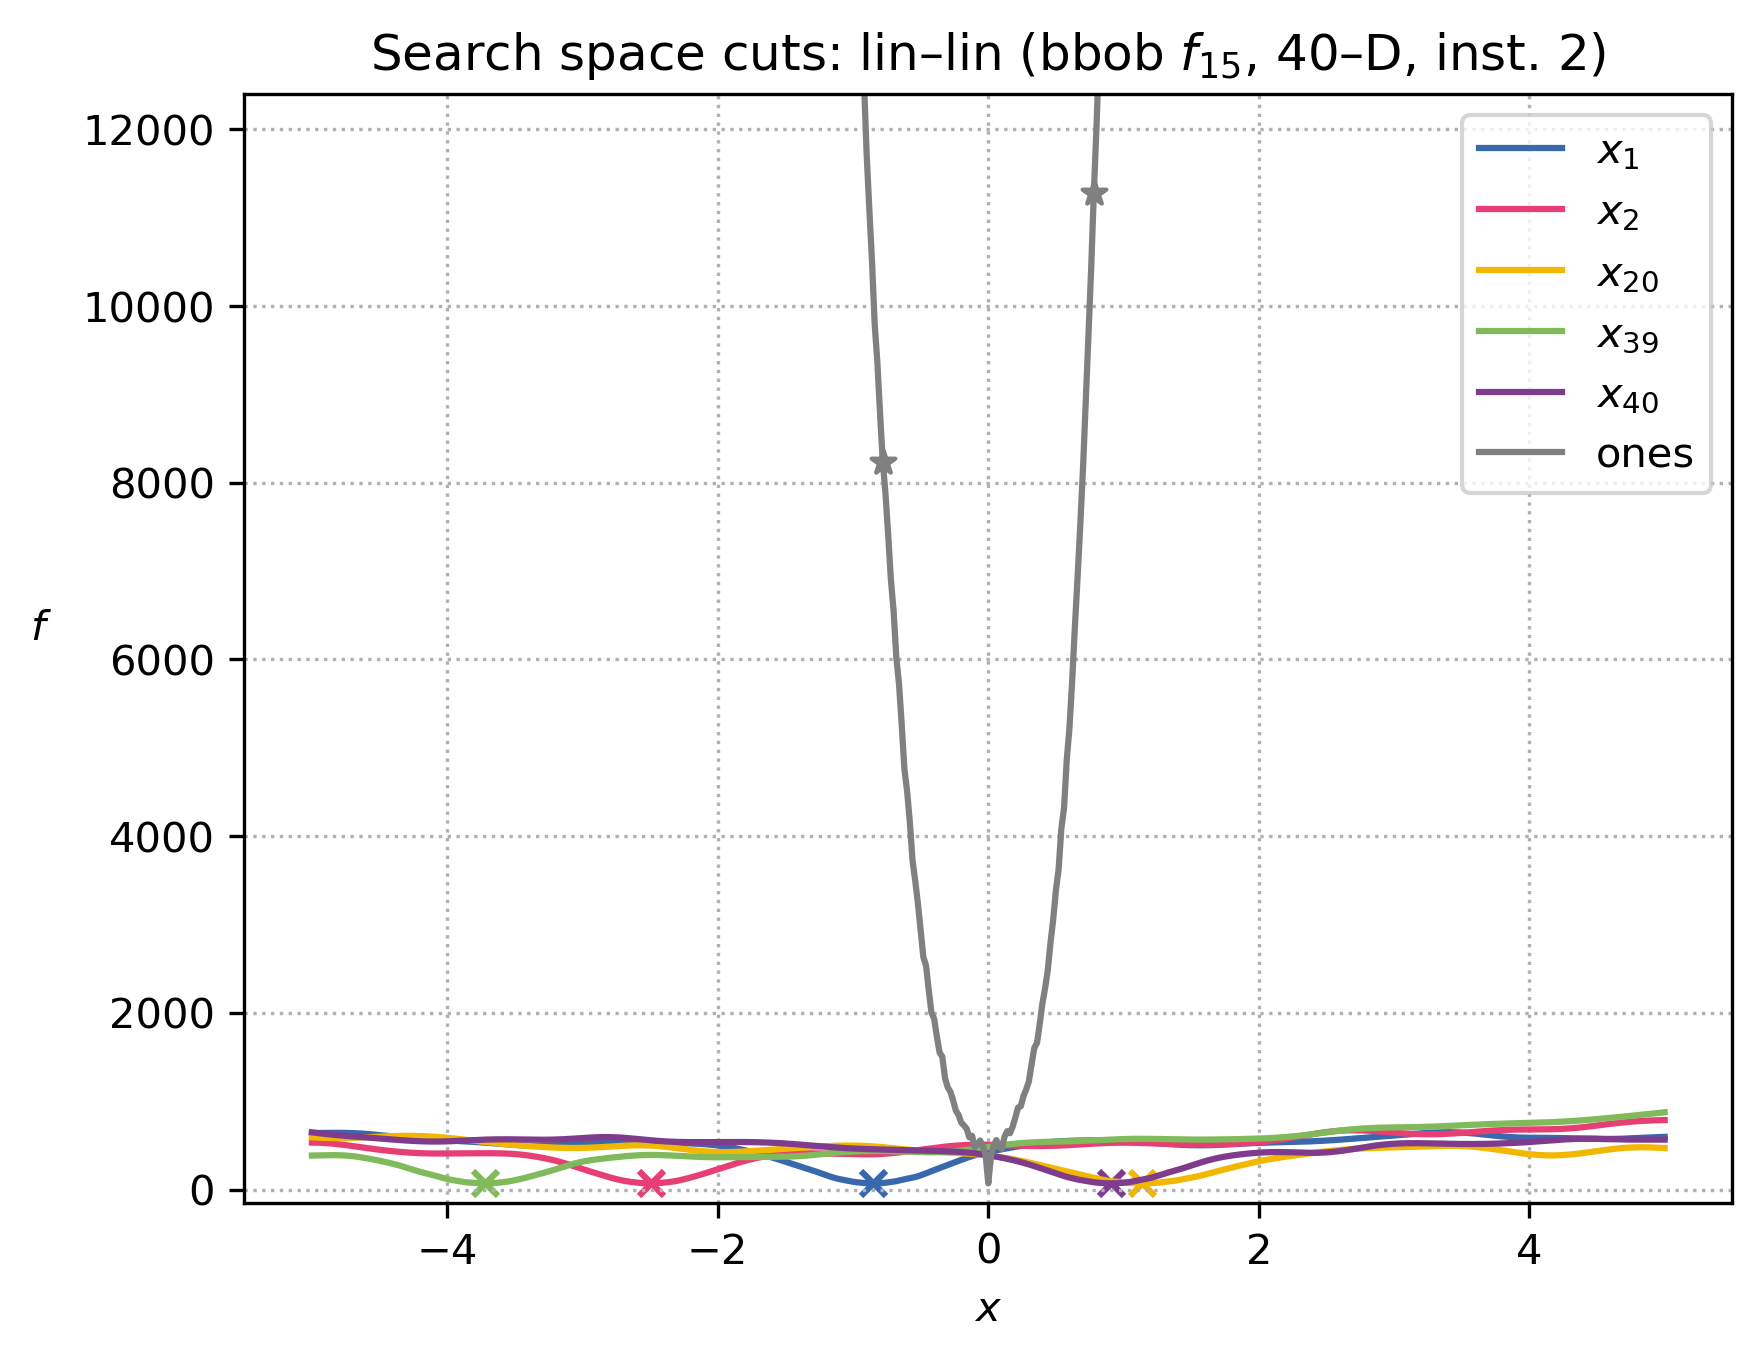 Search space cuts: lin–lin (bbob f₁₅, 40–D, inst. 2)
12000
10000
8000
6000
4000
2000
0
f
−4
−2
0
2
4
x
x₁
x₂
x₂₀
x₃₉
x₄₀
ones